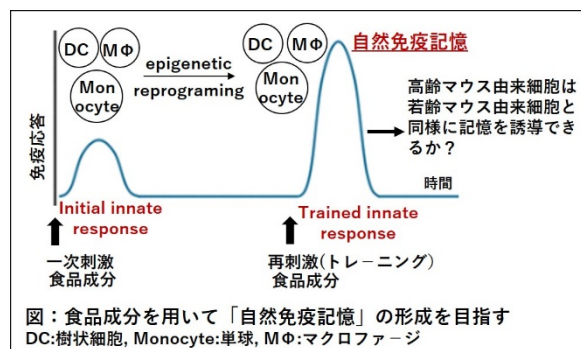 DC
MΦ
Mon
ocyte
epigenetic
reprograming
DC
MΦ
Mon
ocyte
自然免疫記憶
高齢マウス由来細胞は
若齢マウス由来細胞と
同様に記憶を誘導でき
るか？
免疫応答
時間
Initial innate
response
Trained innate
response
一次刺激
食品成分
再刺激(トレーニング)
食品成分
図：食品成分を用いて「自然免疫記憶」の形成を目指す
DC:樹状細胞, Monocyte:単球, MΦ:マクロファージ